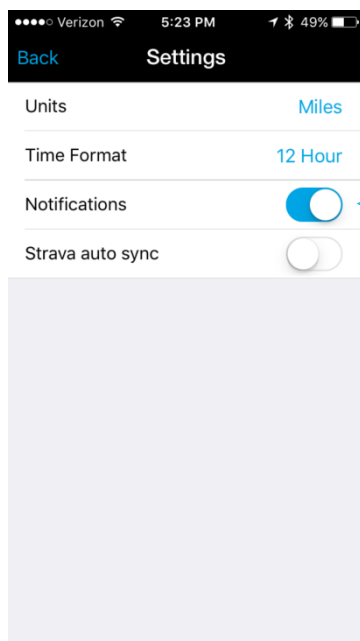 Verizon 5:23 PM 49%
Back Settings
Units Miles
Time Format 12 Hour
Notifications
Strava auto sync